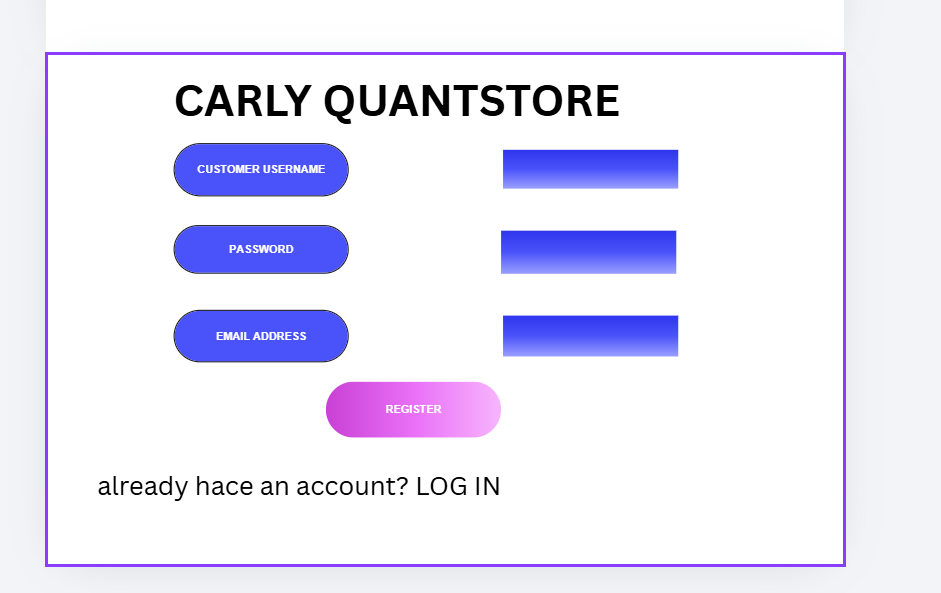 CARLY QUANTSTORE
CUSTOMER USERNAME
PASSWORD
EMAIL ADDRESS
REGISTER
already hace an account? LOG IN